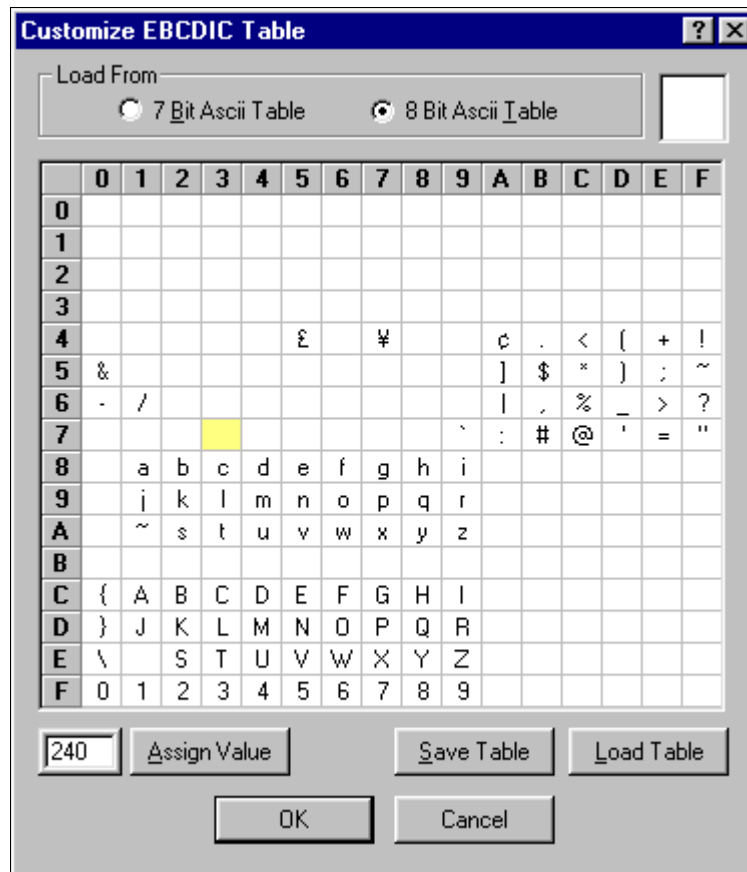 Customize EBCDIC Table ? X
Load From
7 Bit Ascii Table 8 Bit Ascii Table
0 1 2 3 4 5 6 7 8 9 A B C D E F
0
1
2
3
4 £ ¥ ¢ . < ( + !
5 & ] $ * ) ; ~
6 - / | , % _ > ?
7 ` : # @ ' = "
8 a b c d e f g h i
9 j k l m n o p q r
A ~ s t u v w x y z
B
C { A B C D E F G H I
D } J K L M N O P Q R
E \ S T U V W X Y Z
F 0 1 2 3 4 5 6 7 8 9
240 Assign Value Save Table Load Table
OK Cancel